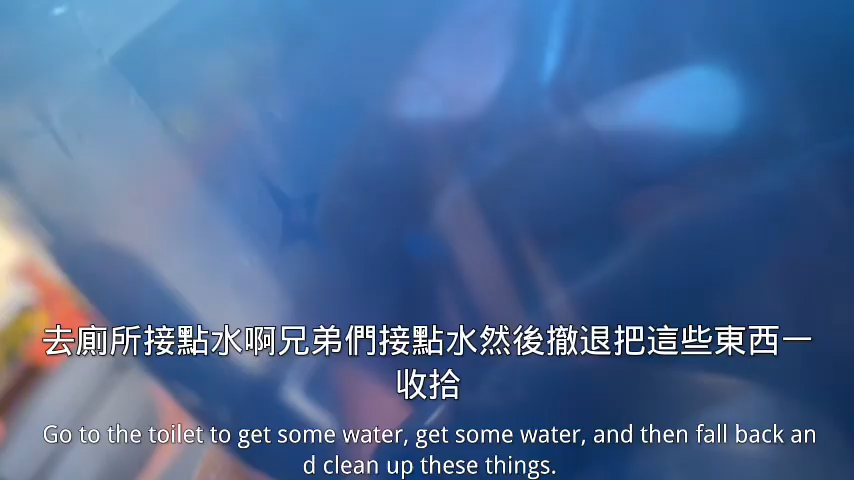 去廁所接點水啊兄弟們接點水然後撤退把這些東西一
收拾
Go to the toilet to get some water, get some water, and then fall back an
d clean up these things.